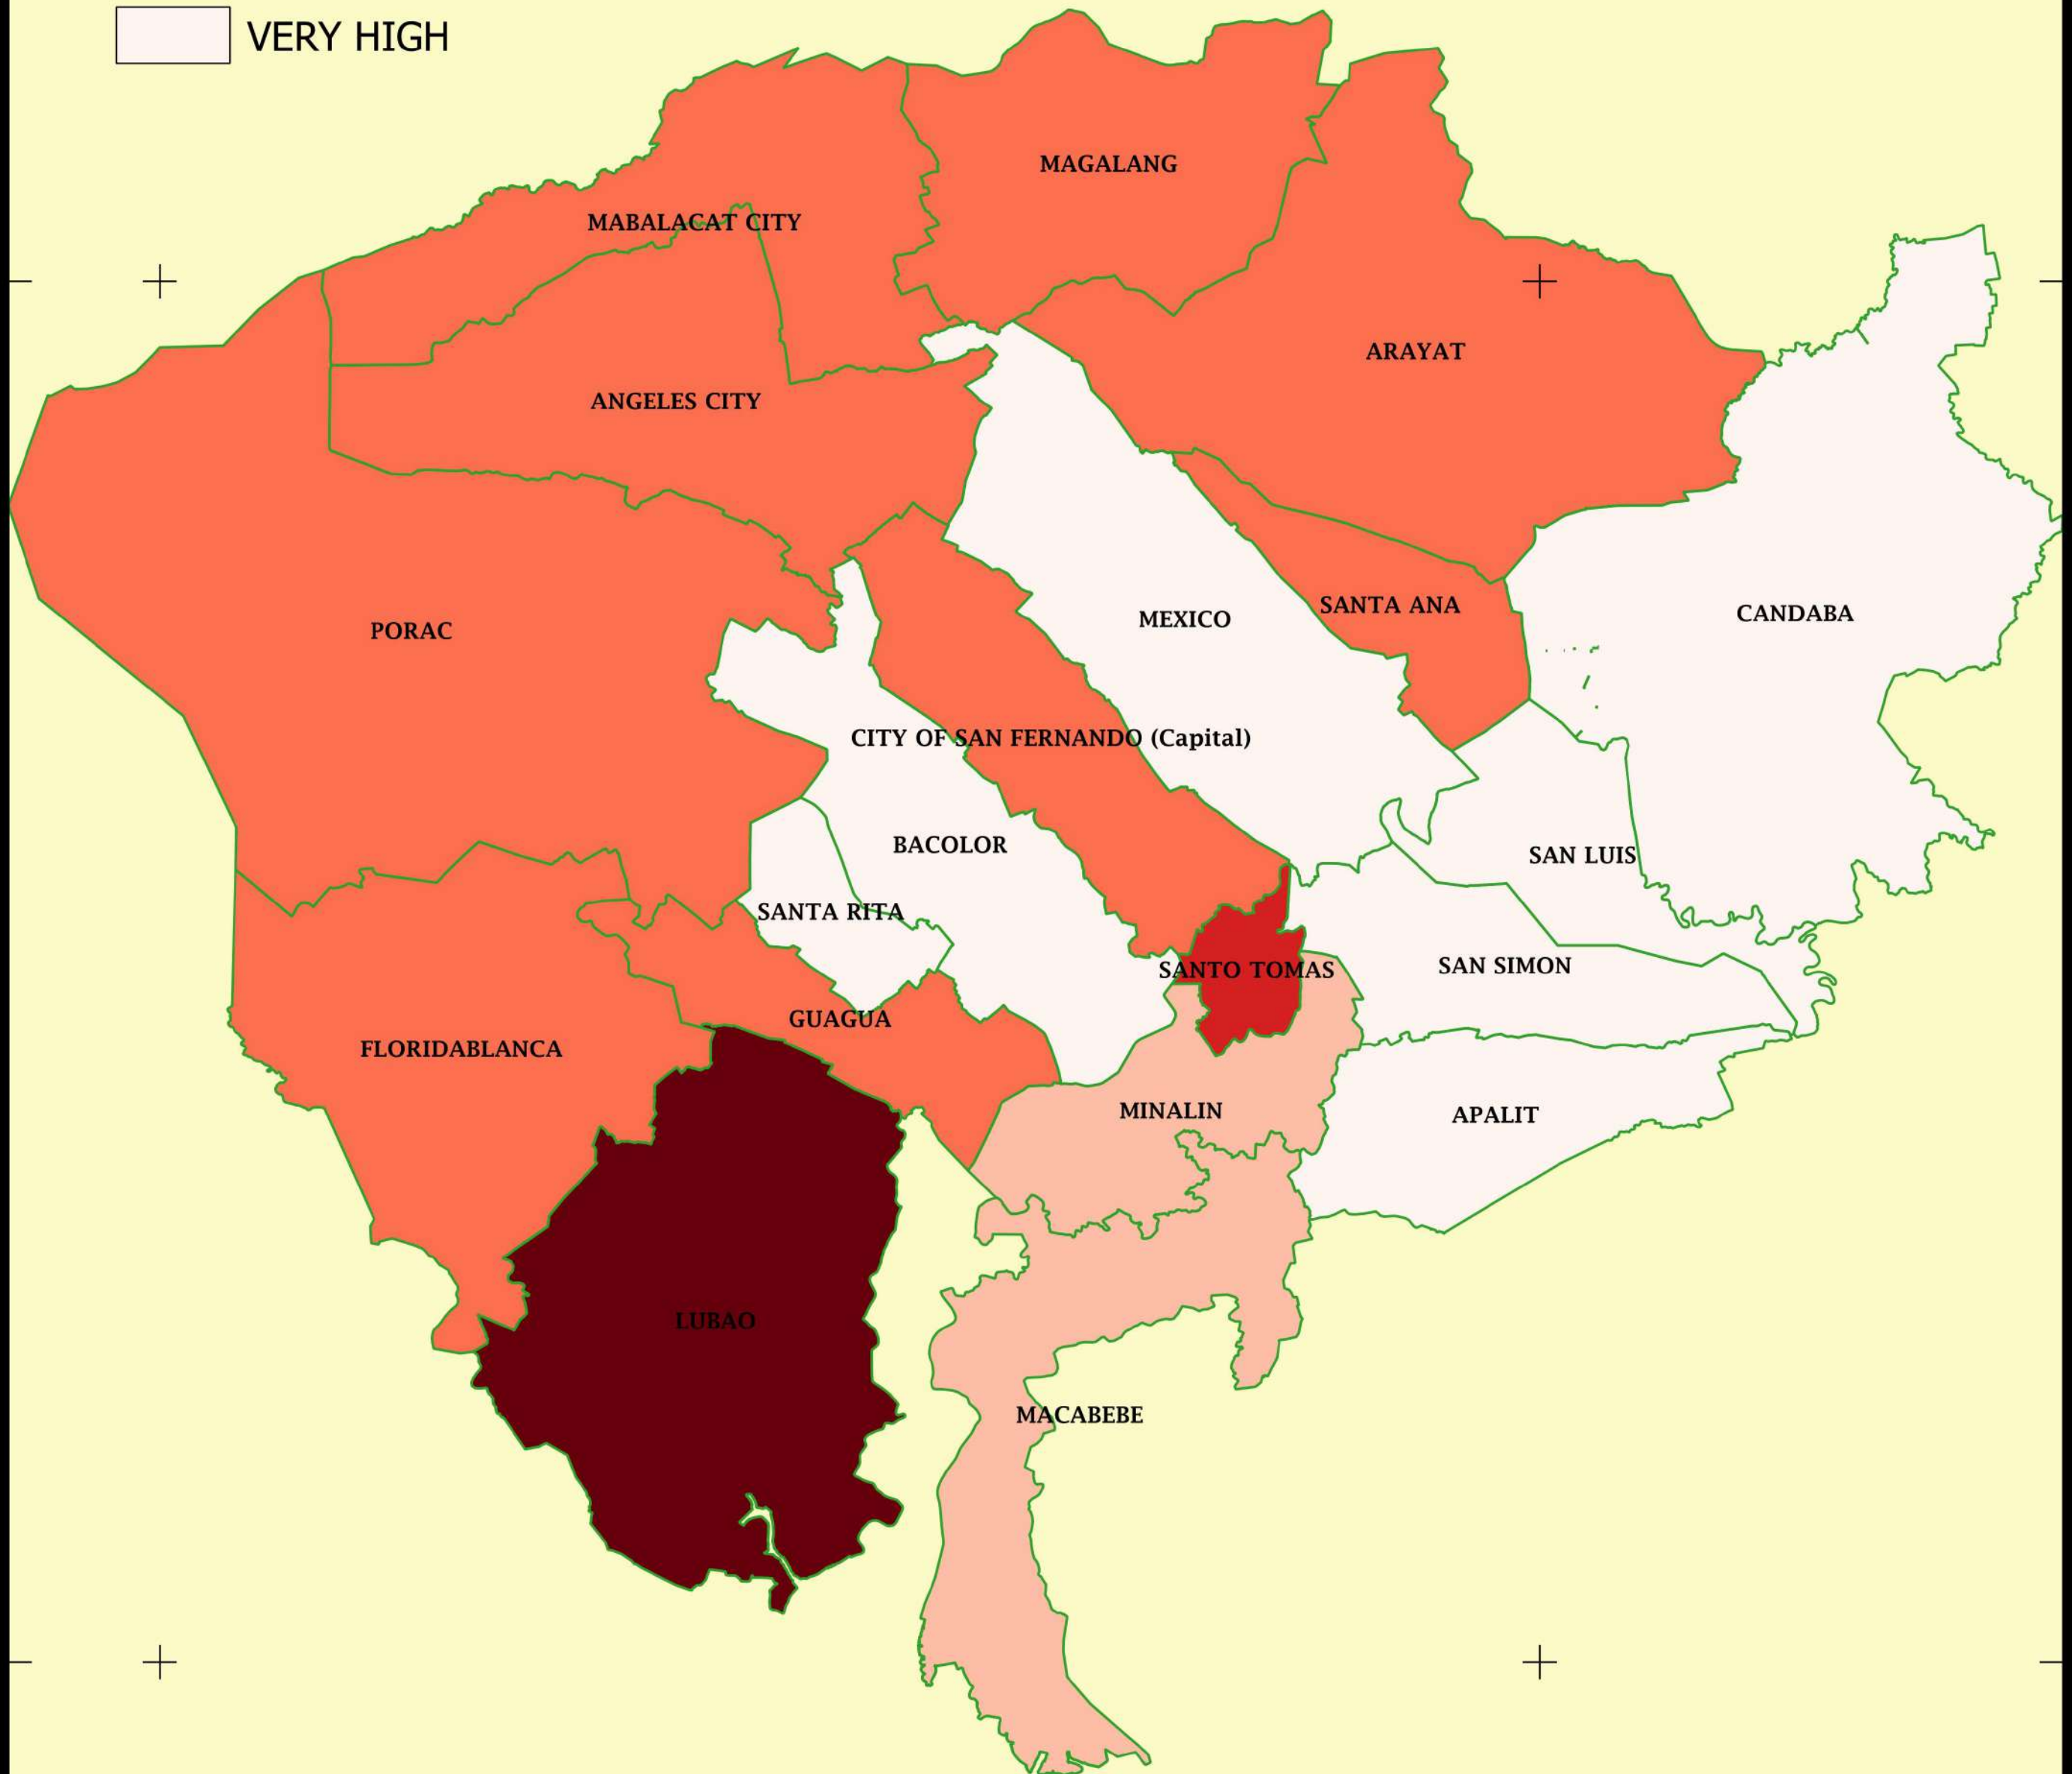 VERY HIGH
MAGALANG
MABALACAT CITY
ARAYAT
ANGELES CITY
SANTA ANA
CANDABA
MEXICO
PORAC
CITY OF SAN FERNANDO (Capital)
BACOLOR
SAN LUIS
SANTA RITA
SAN SIMON
SANTO TOMAS
GUAGUA
FLORIDABLANCA
MINALIN
APALIT
LUBAO
MACABEBE